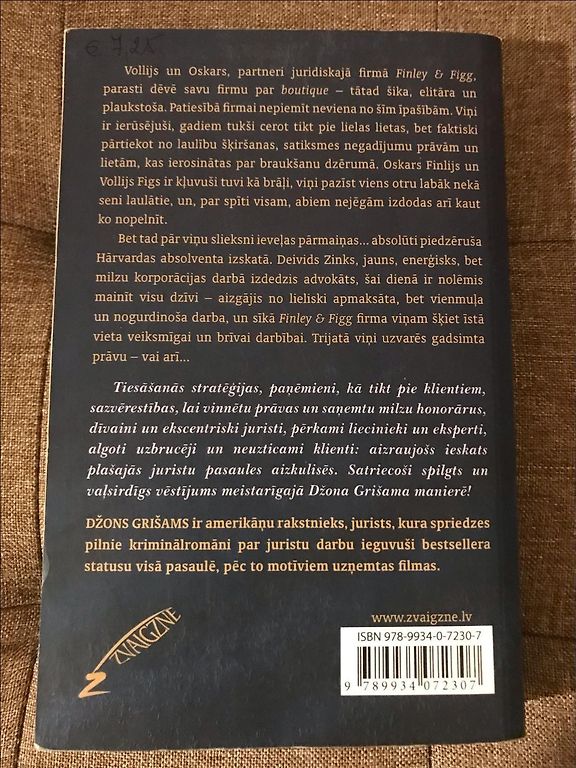 € 7.25
Vollijs un Oskars, partneri juridiskajā firmā Finley & Figg,
parasti dēvē savu firmu par boutique – tātad šika, elitāra un
plaukstoša. Patiesībā firmai nepiemīt neviena no šīm īpašībām. Viņi
ir ierūsējuši, gadiem tukši cerot tikt pie lielas lietas, bet faktiski
pārtiekot no laulību šķiršanas, satiksmes negadījumu prāvām un
lietām, kas ierosinātas par braukšanu dzērumā. Oskars Finlijs un
Vollijs Figs ir kļuvuši tuvi kā brāļi, viņi pazīst viens otru labāk nekā
seni laulātie, un, par spīti visam, abiem nejēgām izdodas arī kaut
ko nopelnīt.
Bet tad pār viņu slieksni ieveļas pārmaiņas... absolūti piedzēruša
Hārvardas absolventa izskatā. Deivids Zinks, jauns, enerģisks, bet
milzu korporācijas darbā izdedzis advokāts, šai dienā ir nolēmis
mainīt visu dzīvi – aizgājis no lieliski apmaksāta, bet vienmuļa
un nogurdinoša darba, un sīkā Finley & Figg firma viņam šķiet īstā
vieta veiksmīgai un brīvai darbībai. Trijatā viņi uzvarēs gadsimta
prāvu – vai arī...
Tiesāšanās stratēģijas, paņēmieni, kā tikt pie klientiem,
sazvērestības, lai vinnētu prāvas un saņemtu milzu honorārus,
dīvaini un ekscentriski juristi, pērkami liecinieki un eksperti,
algoti uzbrucēji un neuzticami klienti: aizraujošs ieskats
plašajās juristu pasaules aizkulisēs. Satriecoši spilgts un
vaļsirdīgs vēstījums meistarīgajā Džona Grišama manierē!
DŽONS GRIŠAMS ir amerikāņu rakstnieks, jurists, kura spriedzes
pilnie kriminālromāni par juristu darbu ieguvuši bestsellera
statusu visā pasaulē, pēc to motīviem uzņemtas filmas.
ZVAIGZNE
www.zvaigzne.lv
ISBN 978-9934-0-7230-7
9 789934 072307